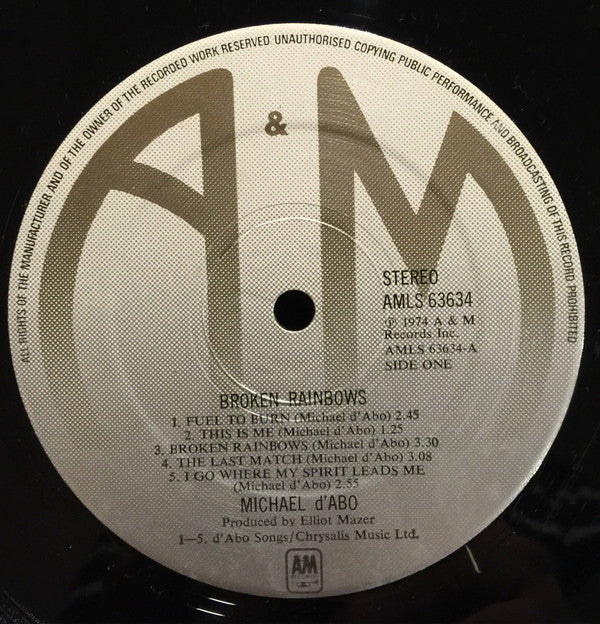 ALL RIGHTS OF THE MANUFACTURER AND OF THE OWNER OF THE RECORDED WORK RESERVED. UNAUTHORISED COPYING PUBLIC PERFORMANCE AND BROADCASTING OF THIS RECORD PROHIBITED
A & M
STEREO
AMLS 63634
℗ 1974 A & M
Records Inc.
AMLS 63634-A
SIDE ONE
BROKEN RAINBOWS
1. FUEL TO BURN (Michael d'Abo) 2.45
2. THIS IS ME (Michael d'Abo) 1.25
3. BROKEN RAINBOWS (Michael d'Abo) 3.30
4. THE LAST MATCH (Michael d'Abo) 3.08
5. I GO WHERE MY SPIRIT LEADS ME
(Michael d'Abo) 2.55
MICHAEL d'ABO
Produced by Elliot Mazer
1—5. d'Abo Songs/Chrysalis Music Ltd.
AM